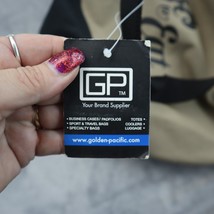 GP
TM
Your Brand Supplier
• BUSINESS CASES / PADFOLIOS
• SPORT & TRAVEL BAGS
• SPECIALTY BAGS
TOTES •
COOLERS •
LUGGAGE •
www.golden-pacific.com